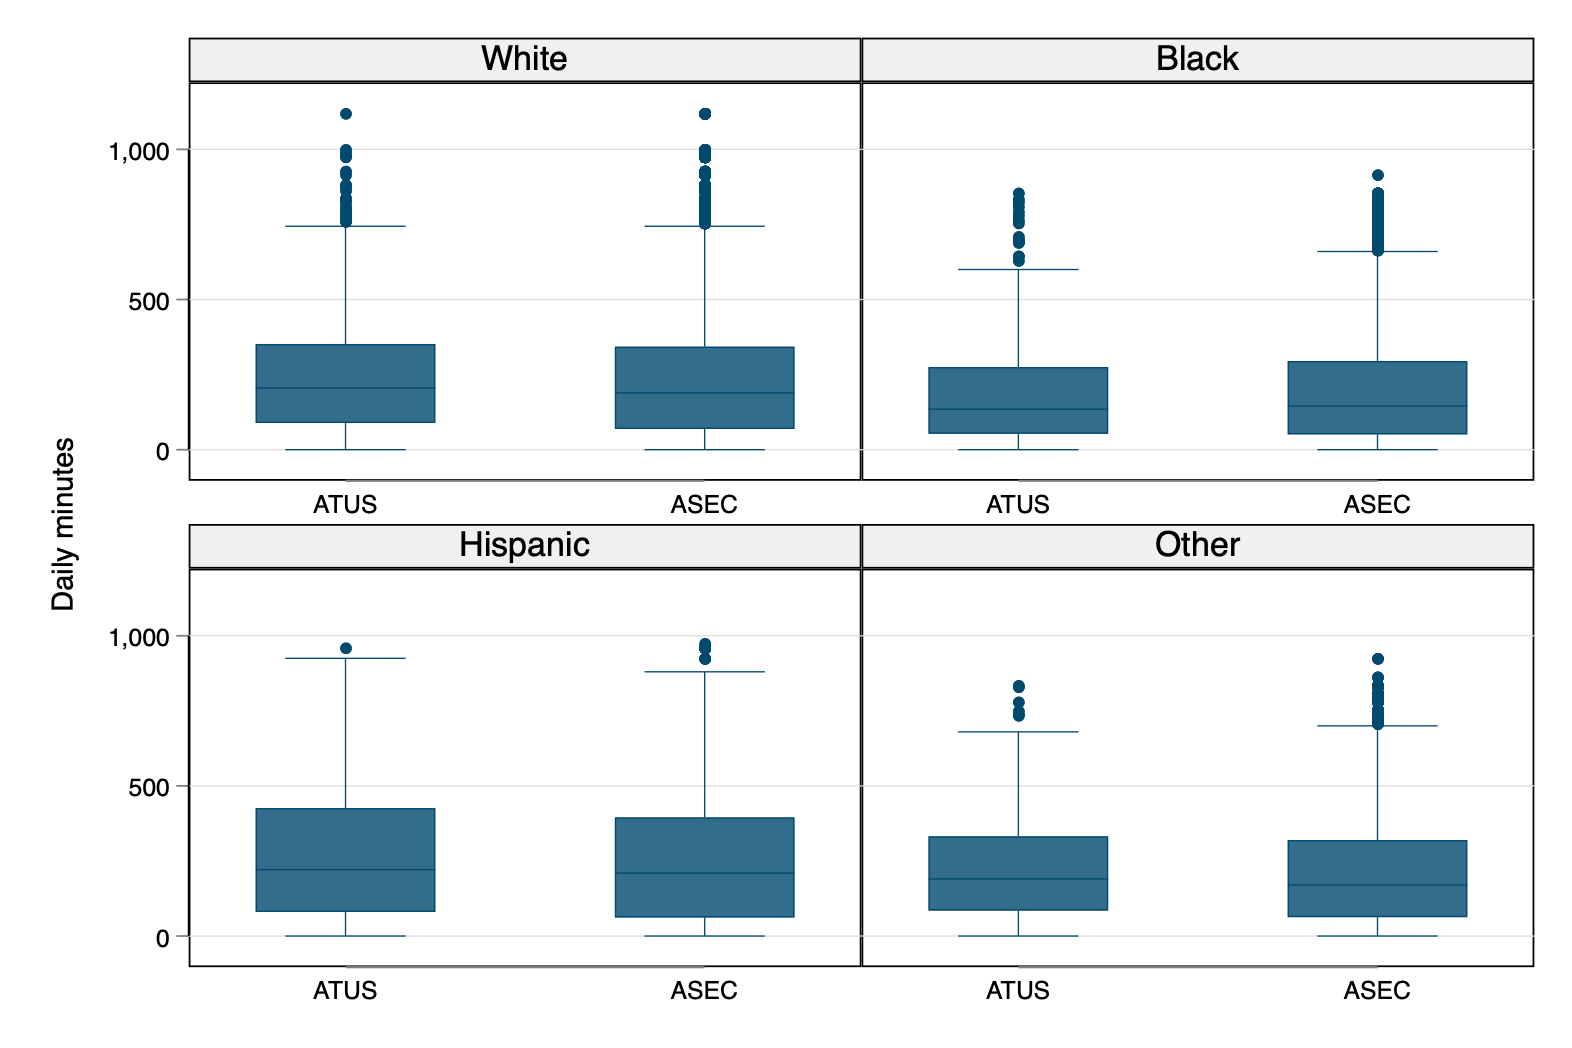 White
Black
1,000
500
0
ATUS
ASEC
ATUS
ASEC
Daily minutes
Hispanic
Other
1,000
500
0
ATUS
ASEC
ATUS
ASEC